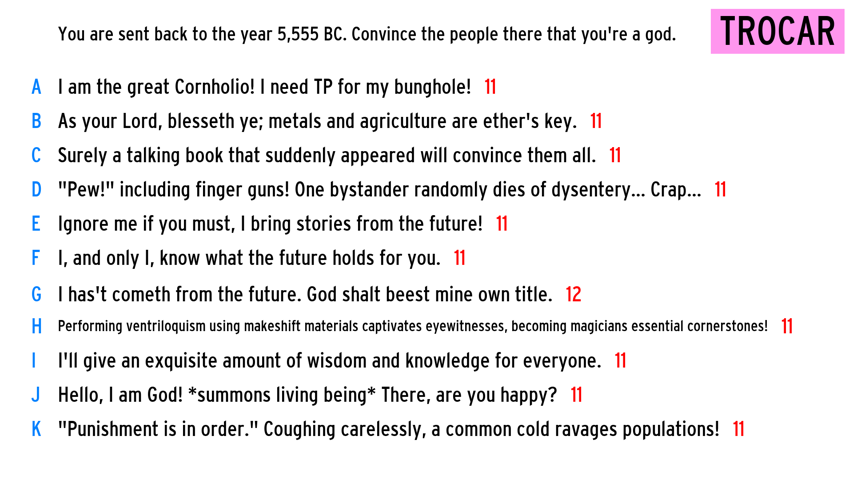 You are sent back to the year 5,555 BC. Convince the people there that you're a god.
TROCAR
A I am the great Cornholio! I need TP for my bunghole! 11
B As your Lord, blesseth ye; metals and agriculture are ether's key. 11
C Surely a talking book that suddenly appeared will convince them all. 11
D "Pew!" including finger guns! One bystander randomly dies of dysentery... Crap... 11
E Ignore me if you must, I bring stories from the future! 11
F I, and only I, know what the future holds for you. 11
G I has't cometh from the future. God shalt beest mine own title. 12
H Performing ventriloquism using makeshift materials captivates eyewitnesses, becoming magicians essential cornerstones! 11
I I'll give an exquisite amount of wisdom and knowledge for everyone. 11
J Hello, I am God! *summons living being* There, are you happy? 11
K "Punishment is in order." Coughing carelessly, a common cold ravages populations! 11